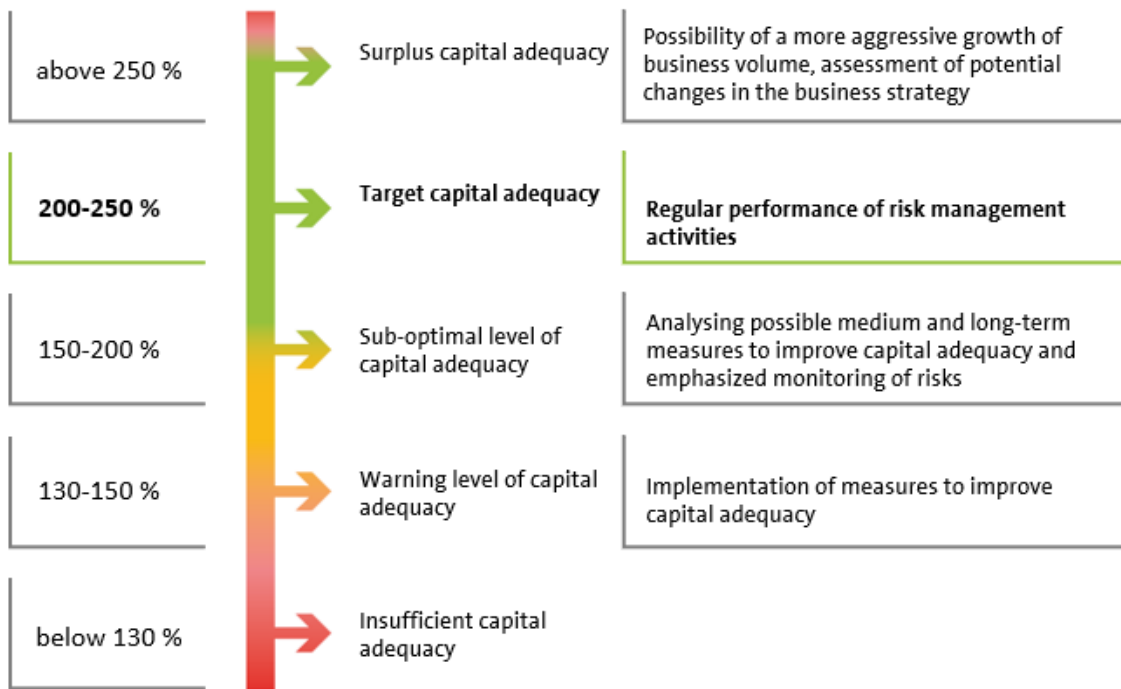 above 250 %
Surplus capital adequacy
Possibility of a more aggressive growth of
business volume, assessment of potential
changes in the business strategy
200-250 %
Target capital adequacy
Regular performance of risk management
activities
150-200 %
Sub-optimal level of
capital adequacy
Analysing possible medium and long-term
measures to improve capital adequacy and
emphasized monitoring of risks
130-150 %
Warning level of capital
adequacy
Implementation of measures to improve
capital adequacy
below 130 %
Insufficient capital
adequacy